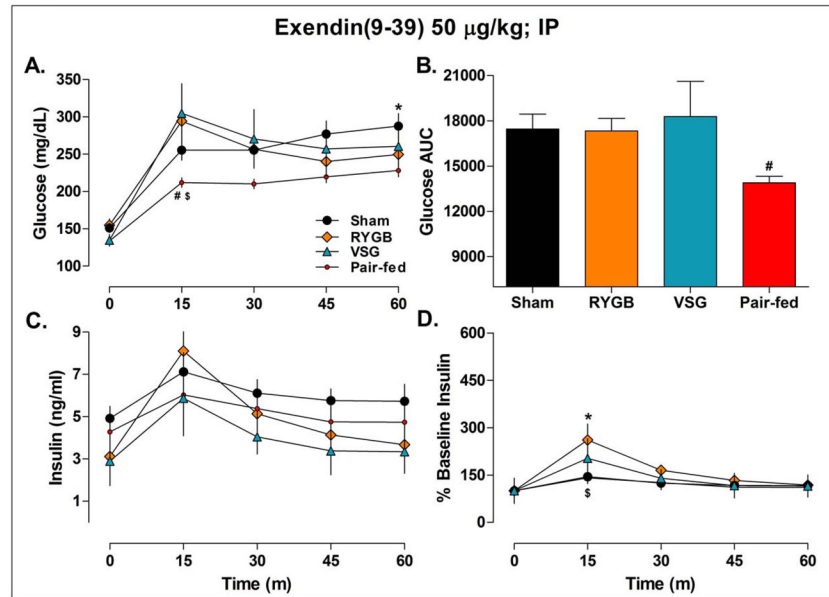 Exendin(9-39) 50 μg/kg; IP
A.
Glucose (mg/dL)
350
300
250
200
150
100
*
# $
Sham
RYGB
VSG
Pair-fed
0 15 30 45 60
B.
Glucose AUC
21000
18000
15000
12000
9000
#
Sham RYGB VSG Pair-fed
C.
Insulin (ng/ml)
9
7
5
3
1
0 15 30 45 60
Time (m)
D.
% Baseline Insulin
600
450
300
150
0
*
$
0 15 30 45 60
Time (m)